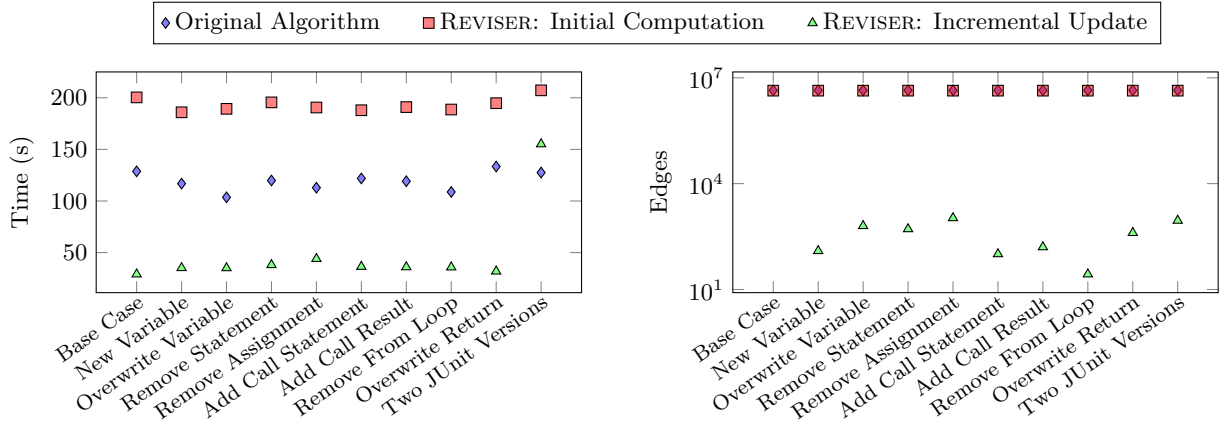 Original Algorithm REVISER: Initial Computation REVISER: Incremental Update
Time (s)
200
150
100
50
Base Case
New Variable
Overwrite Variable
Remove Statement
Remove Assignment
Add Call Statement
Add Call Result
Remove From Loop
Overwrite Return
Two JUnit Versions
Edges
10^7
10^4
10^1
Base Case
New Variable
Overwrite Variable
Remove Statement
Remove Assignment
Add Call Statement
Add Call Result
Remove From Loop
Overwrite Return
Two JUnit Versions